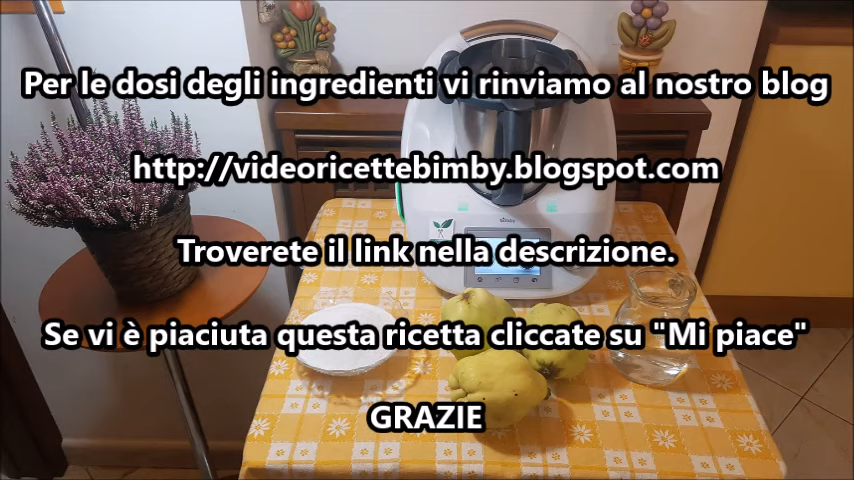 Per le dosi degli ingredienti vi rinviamo al nostro blog
http://videoricettebimby.blogspot.com
Troverete il link nella descrizione.
Se vi è piaciuta questa ricetta cliccate su "Mi piace"
GRAZIE